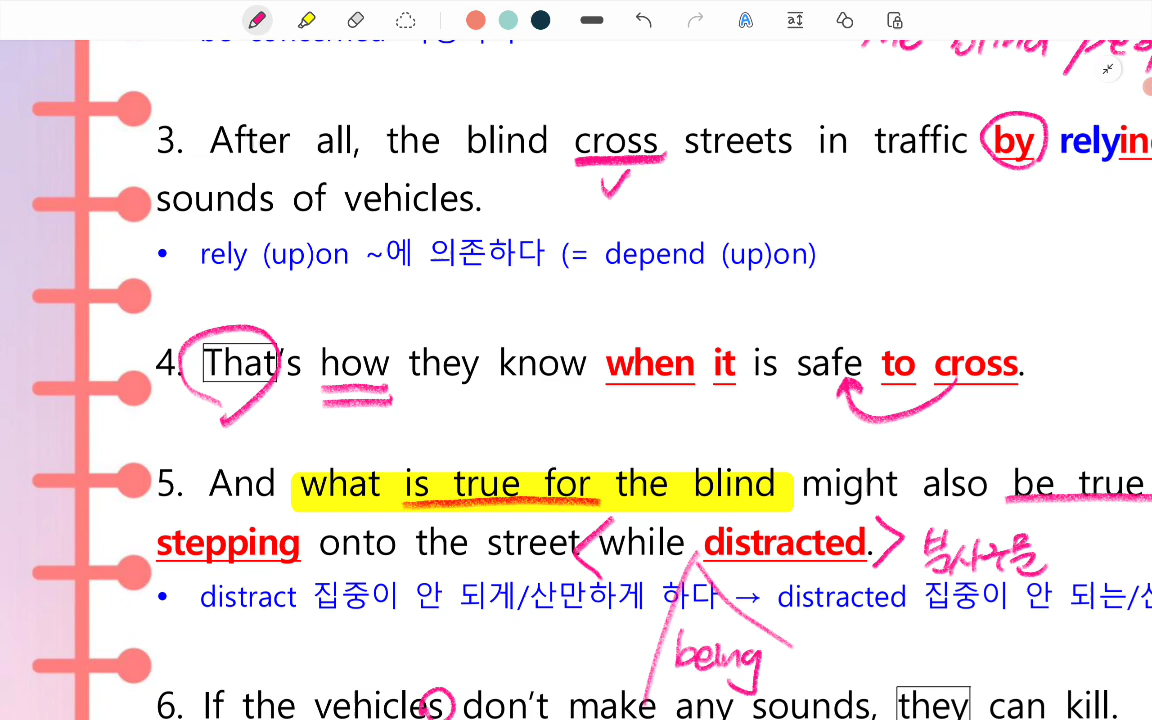 3. After all, the blind cross streets in traffic by relyin
sounds of vehicles.
• rely (up)on ~에 의존하다 (= depend (up)on)
4. That's how they know when it is safe to cross.
5. And what is true for the blind might also be true
stepping onto the street while distracted. 분사구문
• distract 집중이 안 되게/산만하게 하다 → distracted 집중이 안 되는/산
being
6. If the vehicles don't make any sounds, they can kill.